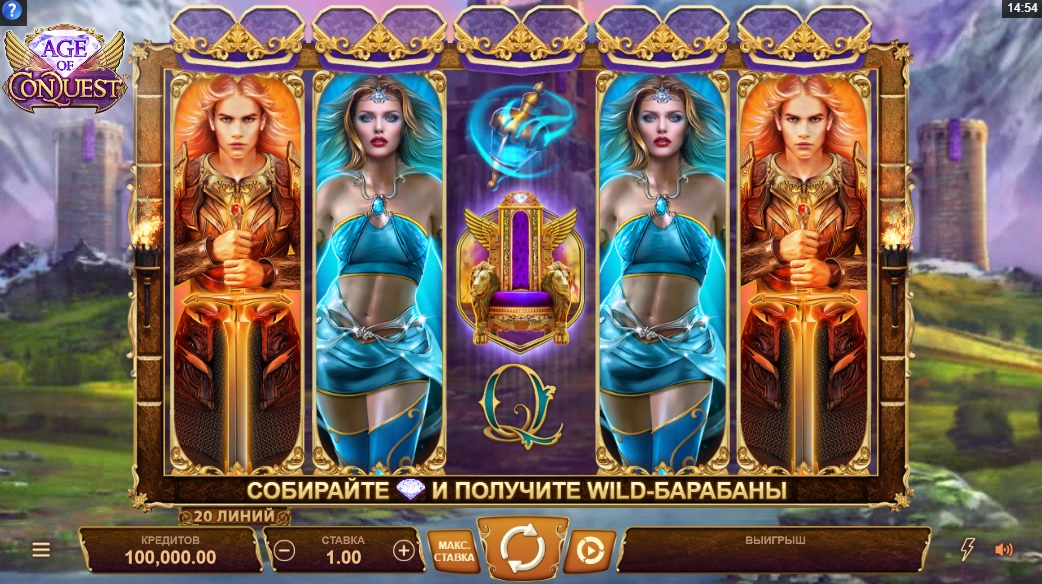 ?
14:54
AGE
OF
CONQUEST
Q
СОБИРАЙТЕ И ПОЛУЧИТЕ WILD-БАРАБАНЫ
20 ЛИНИЙ
КРЕДИТОВ
100,000.00
СТАВКА
1.00
МАКС.
СТАВКА
ВЫИГРЫШ